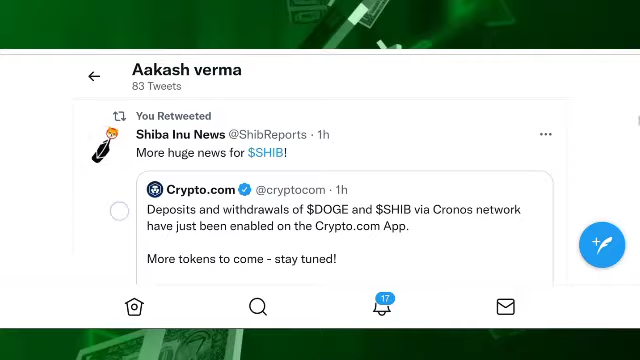 Aakash verma
83 Tweets
You Retweeted
Shiba Inu News @ShibReports · 1h
More huge news for $SHIB!
Crypto.com @cryptocom · 1h
Deposits and withdrawals of $DOGE and $SHIB via Cronos network
have just been enabled on the Crypto.com App.
More tokens to come - stay tuned!
17